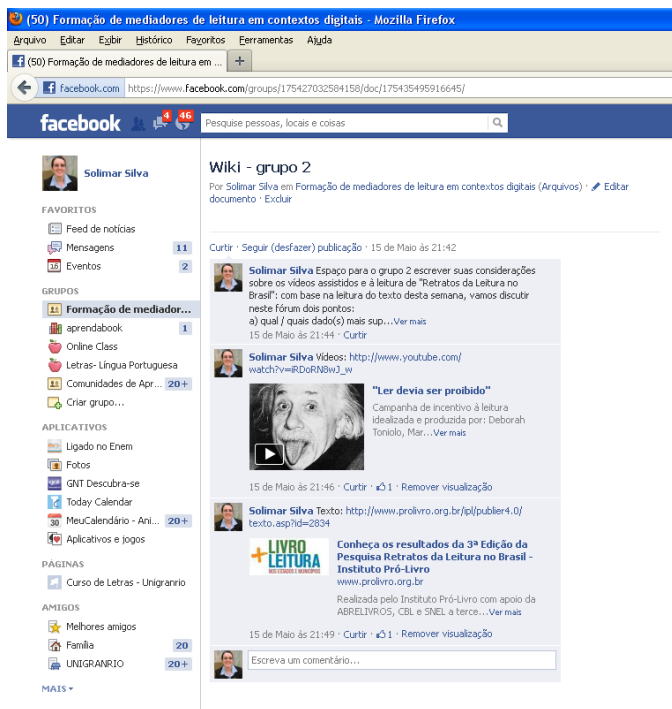 (50) Formação de mediadores de leitura em contextos digitais - Mozilla Firefox
Arquivo Editar Exibir Histórico Favoritos Ferramentas Ajuda
(50) Formação de mediadores de leitura em ... +
facebook.com https://www.facebook.com/groups/175427032584158/doc/175435495916645/
facebook 4 46 Pesquise pessoas, locais e coisas
Solimar Silva
FAVORITOS
Feed de notícias
Mensagens 11
Eventos 2
GRUPOS
Formação de mediador...
aprendabook 1
Online Class
Letras- Língua Portuguesa
Comunidades de Apr... 20+
Criar grupo...
APLICATIVOS
Ligado no Enem
Fotos
GNT Descubra-se
Today Calendar
MeuCalendário - Ani... 20+
Aplicativos e jogos
PÁGINAS
Curso de Letras - Unigranrio
AMIGOS
Melhores amigos
Família 20
UNIGRANRIO 20+
MAIS
Wiki - grupo 2
Por Solimar Silva em Formação de mediadores de leitura em contextos digitais (Arquivos) · Editar
documento · Excluir
Curtir · Seguir (desfazer) publicação · 15 de Maio às 21:42
Solimar Silva Espaço para o grupo 2 escrever suas considerações
sobre os vídeos assistidos e à leitura de "Retratos da Leitura no
Brasil": com base na leitura do texto desta semana, vamos discutir
neste fórum dois pontos:
a) qual / quais dado(s) mais sup...Ver mais
15 de Maio às 21:44 · Curtir
Solimar Silva Vídeos: http://www.youtube.com/
watch?v=iRDoRN8wJ_w
"Ler devia ser proibido"
Campanha de incentivo à leitura
idealizada e produzida por: Deborah
Toniolo, Mar...Ver mais
15 de Maio às 21:46 · Curtir · 1 · Remover visualização
Solimar Silva Texto: http://www.prolivro.org.br/ipl/publier4.0/
texto.asp?id=2834
+LIVRO
LEITURA
NOS ESTADOS E MUNICÍPIOS
Conheça os resultados da 3ª Edição da
Pesquisa Retratos da Leitura no Brasil -
Instituto Pró-Livro
www.prolivro.org.br
Realizada pelo Instituto Pró-Livro com apoio da
ABRELIVROS, CBL e SNEL a terce...Ver mais
15 de Maio às 21:49 · Curtir · 1 · Remover visualização
Escreva um comentário...